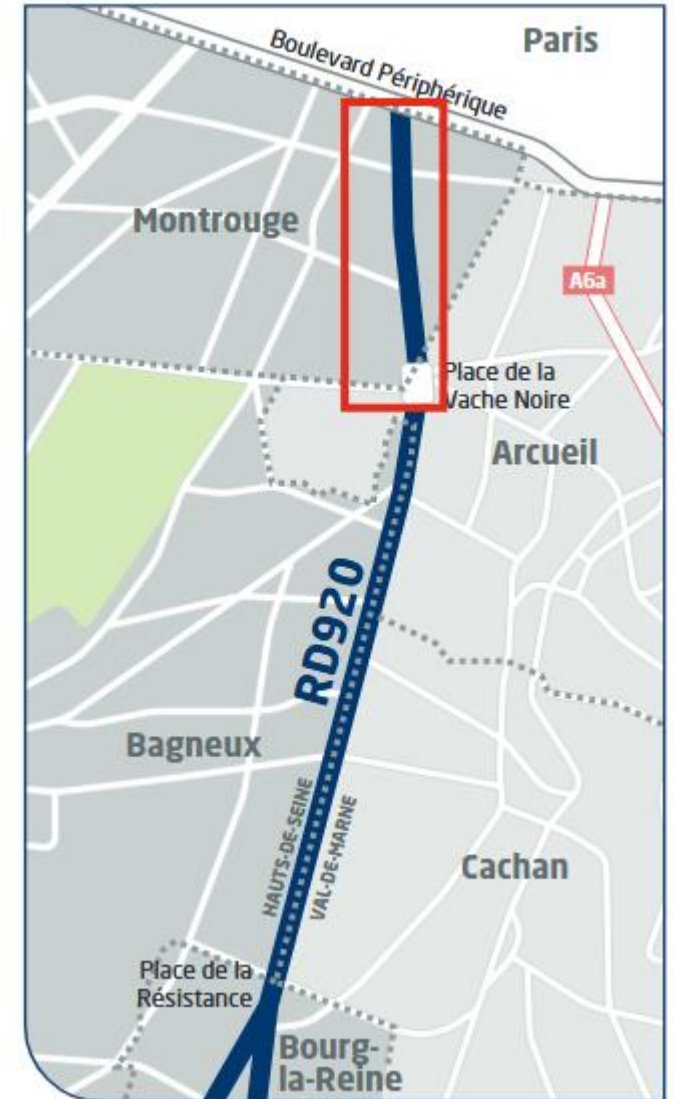 Paris
Boulevard Périphérique
Montrouge
A6a
Place de la
Vache Noire
Arcueil
RD920
Bagneux
HAUTS-DE-SEINE
VAL-DE-MARNE
Cachan
Place de la
Résistance
Bourg-
la-Reine